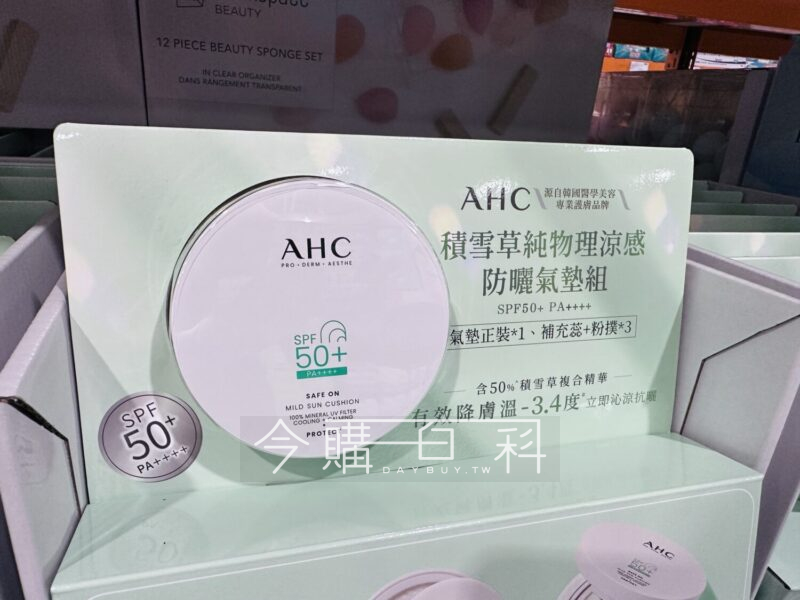 BEAUTY
12 PIECE BEAUTY SPONGE SET
IN CLEAR ORGANIZER
DANS RANGEMENT TRANSPARENT
AHC
PRO·DERM·AESTHE
SPF
50+
PA++++
SAFE ON
MILD SUN CUSHION
100% MINERAL UV FILTER
COOLING & CALMING
PROTECT
SPF
50+
PA++++
AHC
源自韓國醫學美容
專業護膚品牌
積雪草純物理涼感
防曬氣墊組
SPF50+ PA++++
氣墊正裝*1、補充蕊+粉撲*3
含50%*積雪草複合精華
有效降膚溫-3.4度#立即沁涼抗曬
今購百科
DAYBUY.TW
AHC
50+